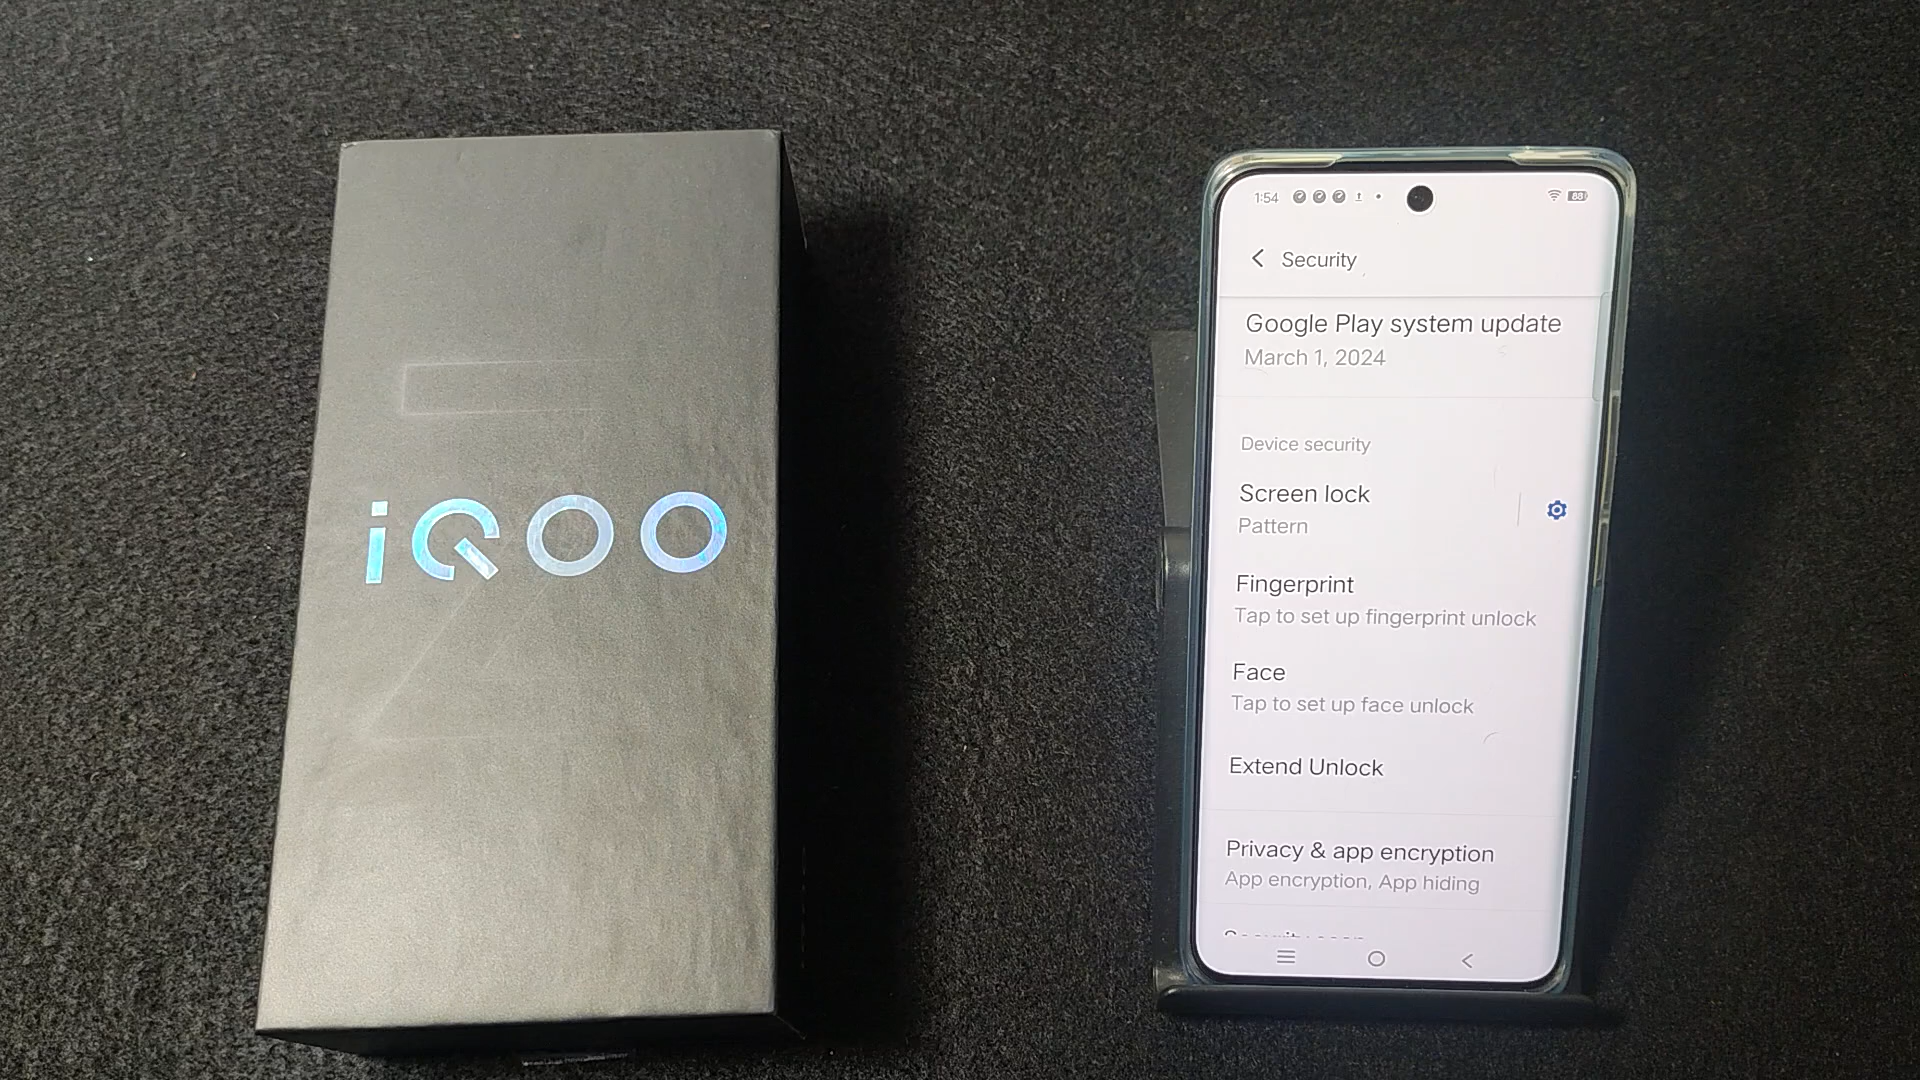 iQOO
1:54
88
Security
Google Play system update
March 1, 2024
Device security
Screen lock
Pattern
Fingerprint
Tap to set up fingerprint unlock
Face
Tap to set up face unlock
Extend Unlock
Privacy & app encryption
App encryption, App hiding